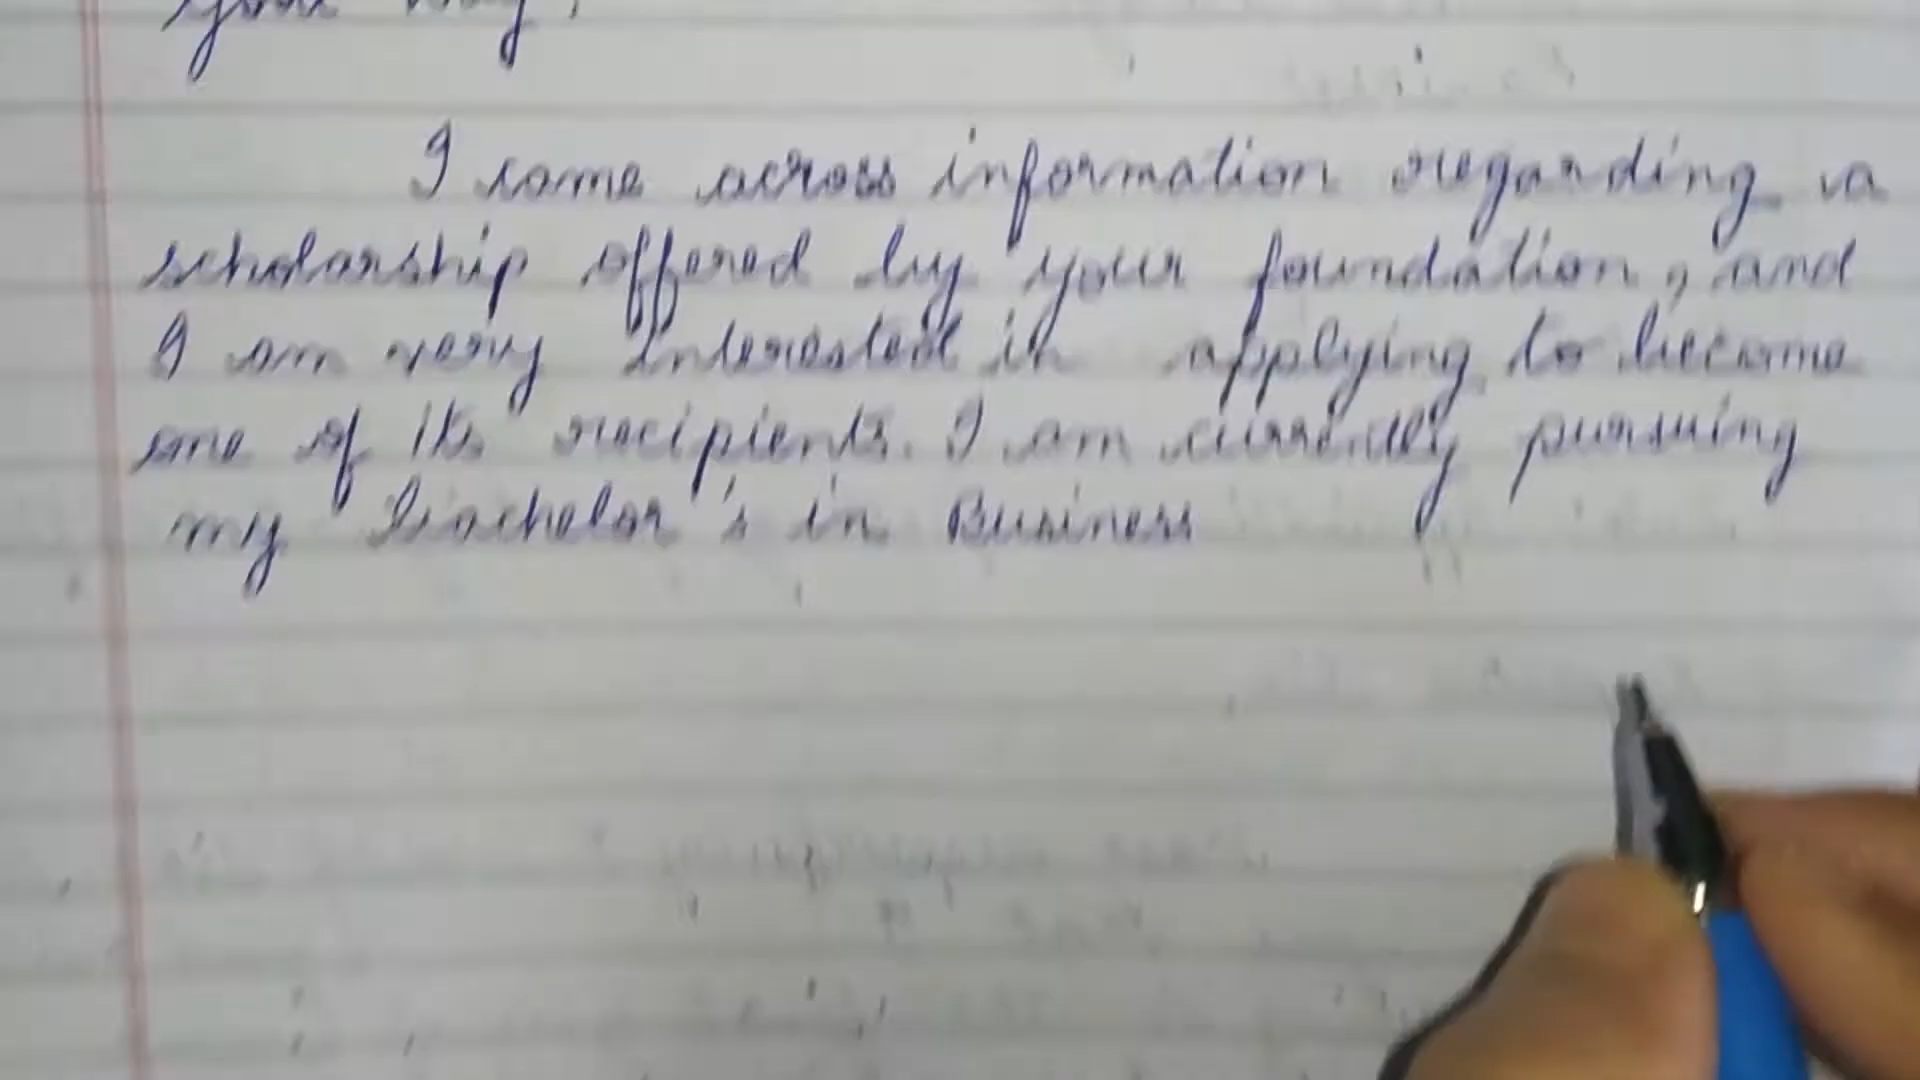 I came across information regarding a
scholarship offered by your foundation, and
I am very interested in applying to become
one of its recipients. I am currently pursuing
my bachelor's in Business